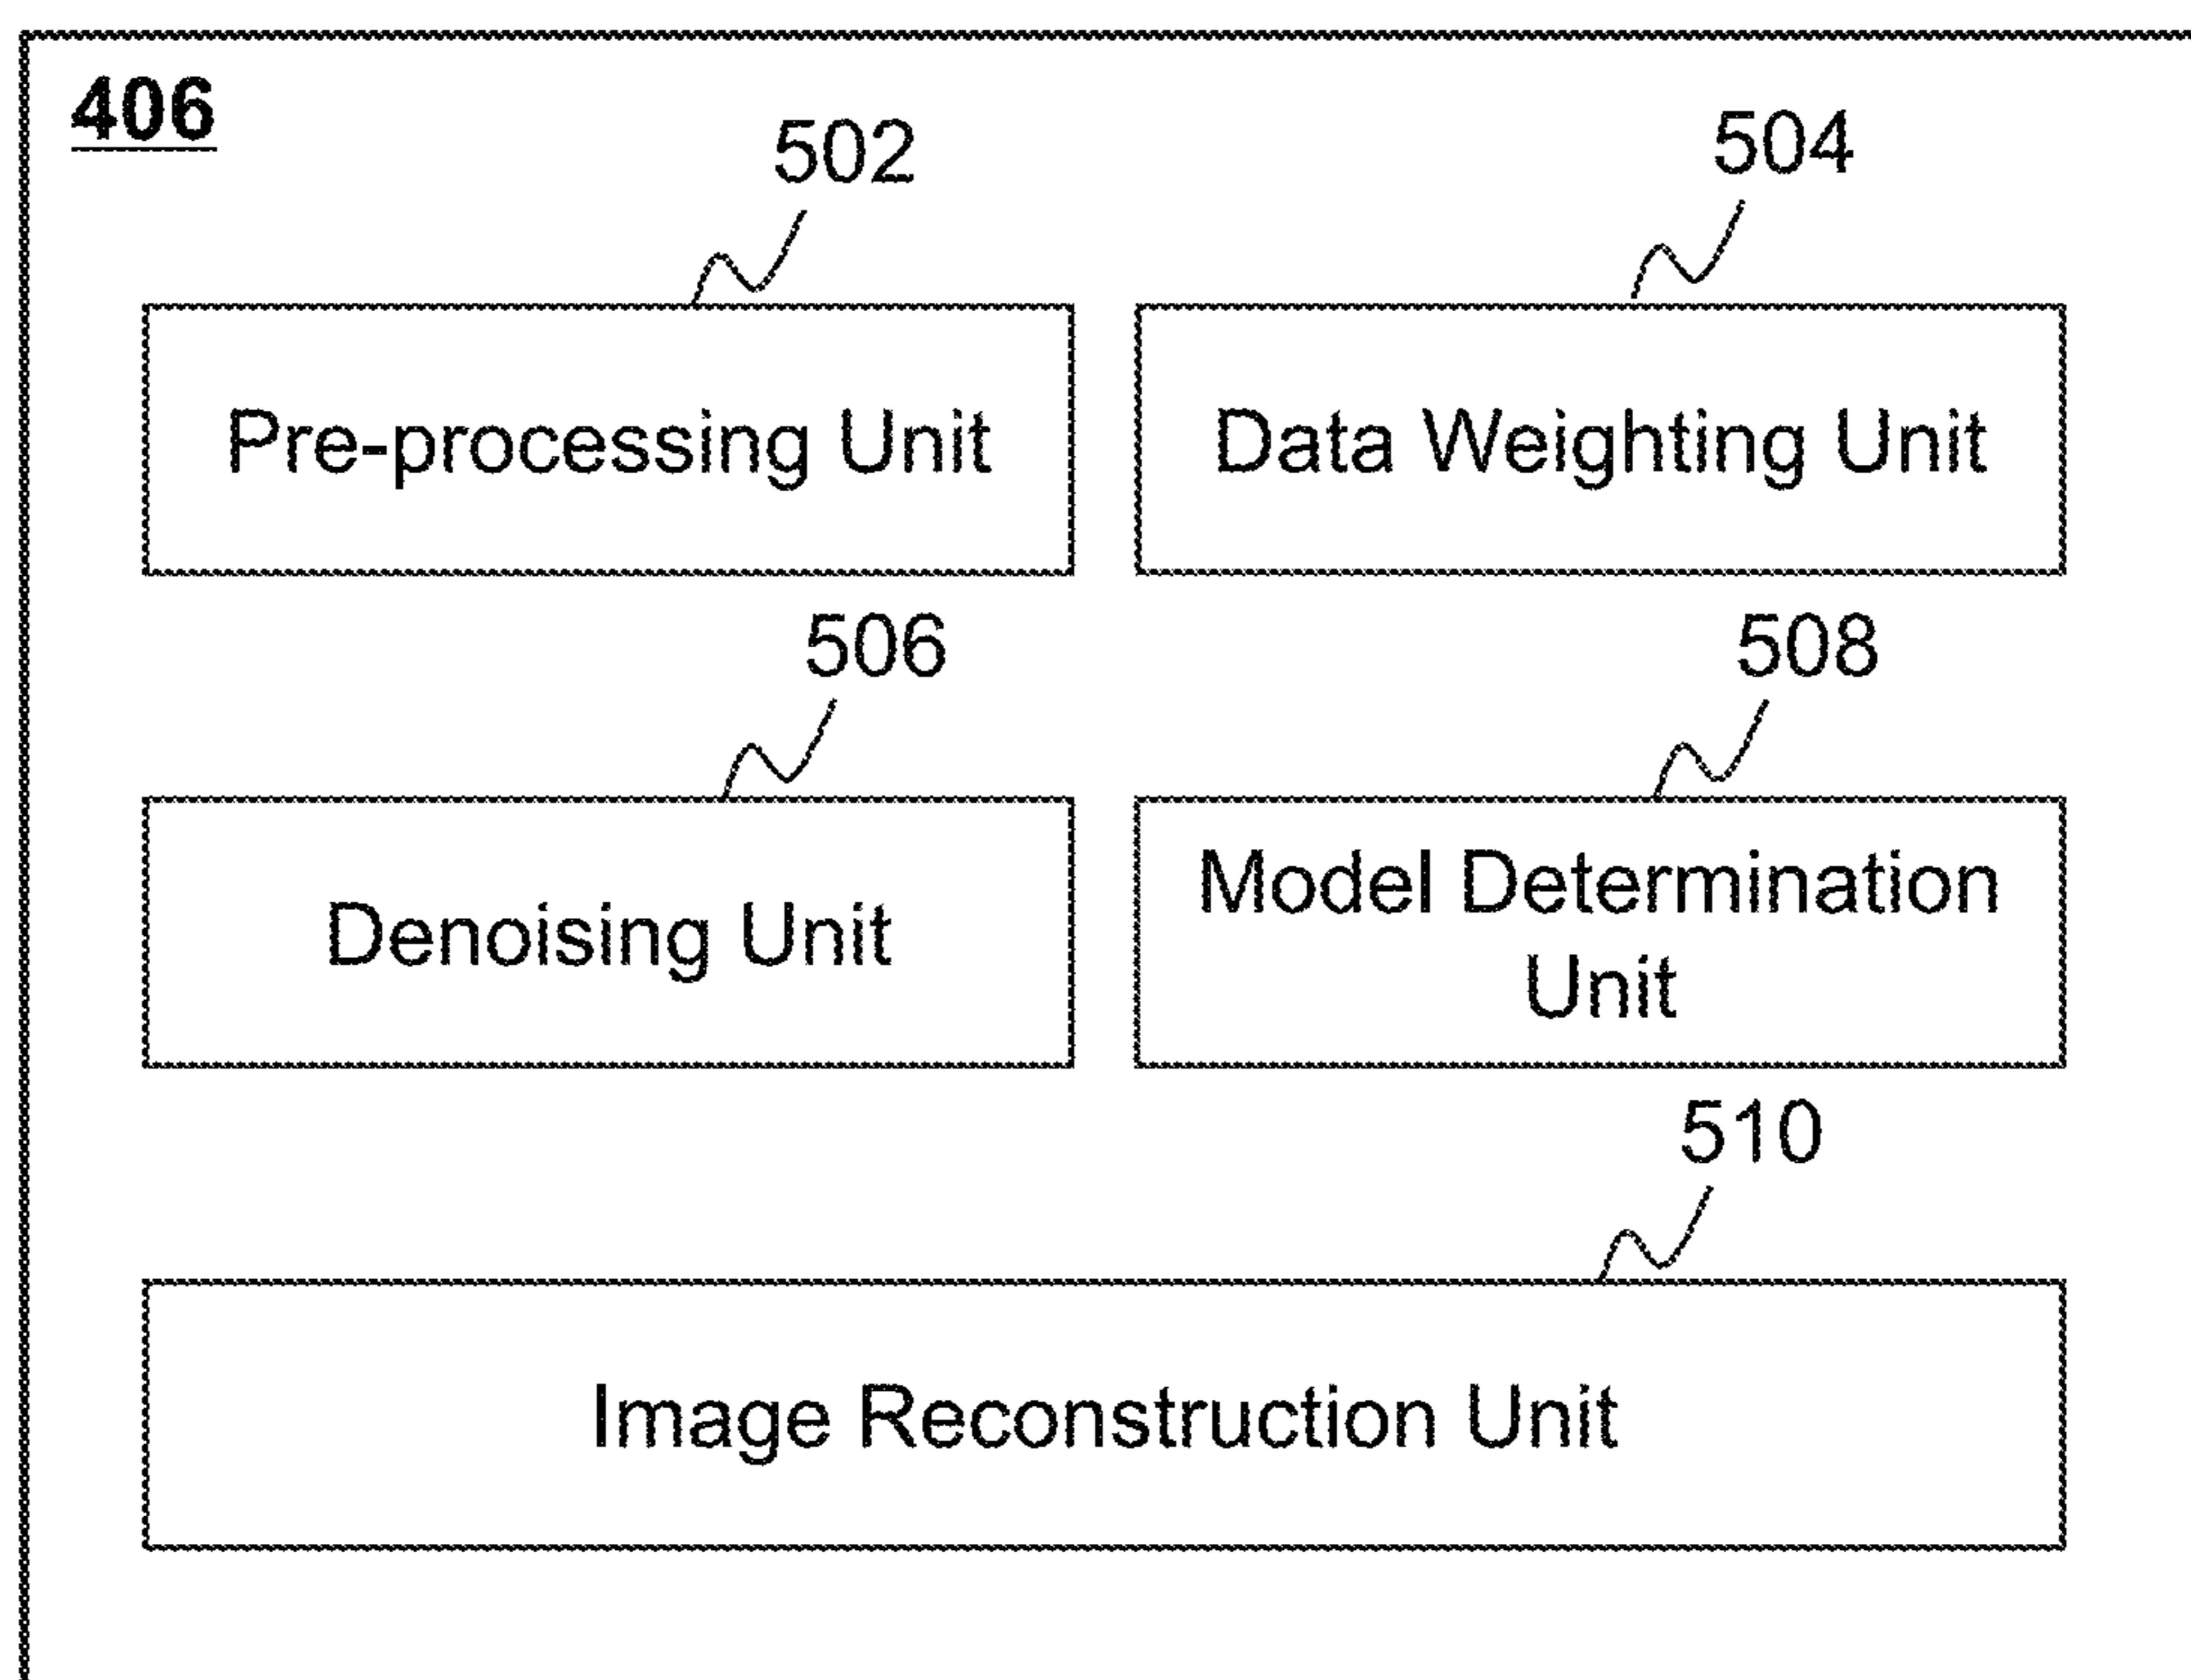 406
502
504
Pre-processing Unit
Data Weighting Unit
506
508
Denoising Unit
Model Determination
Unit
510
Image Reconstruction Unit